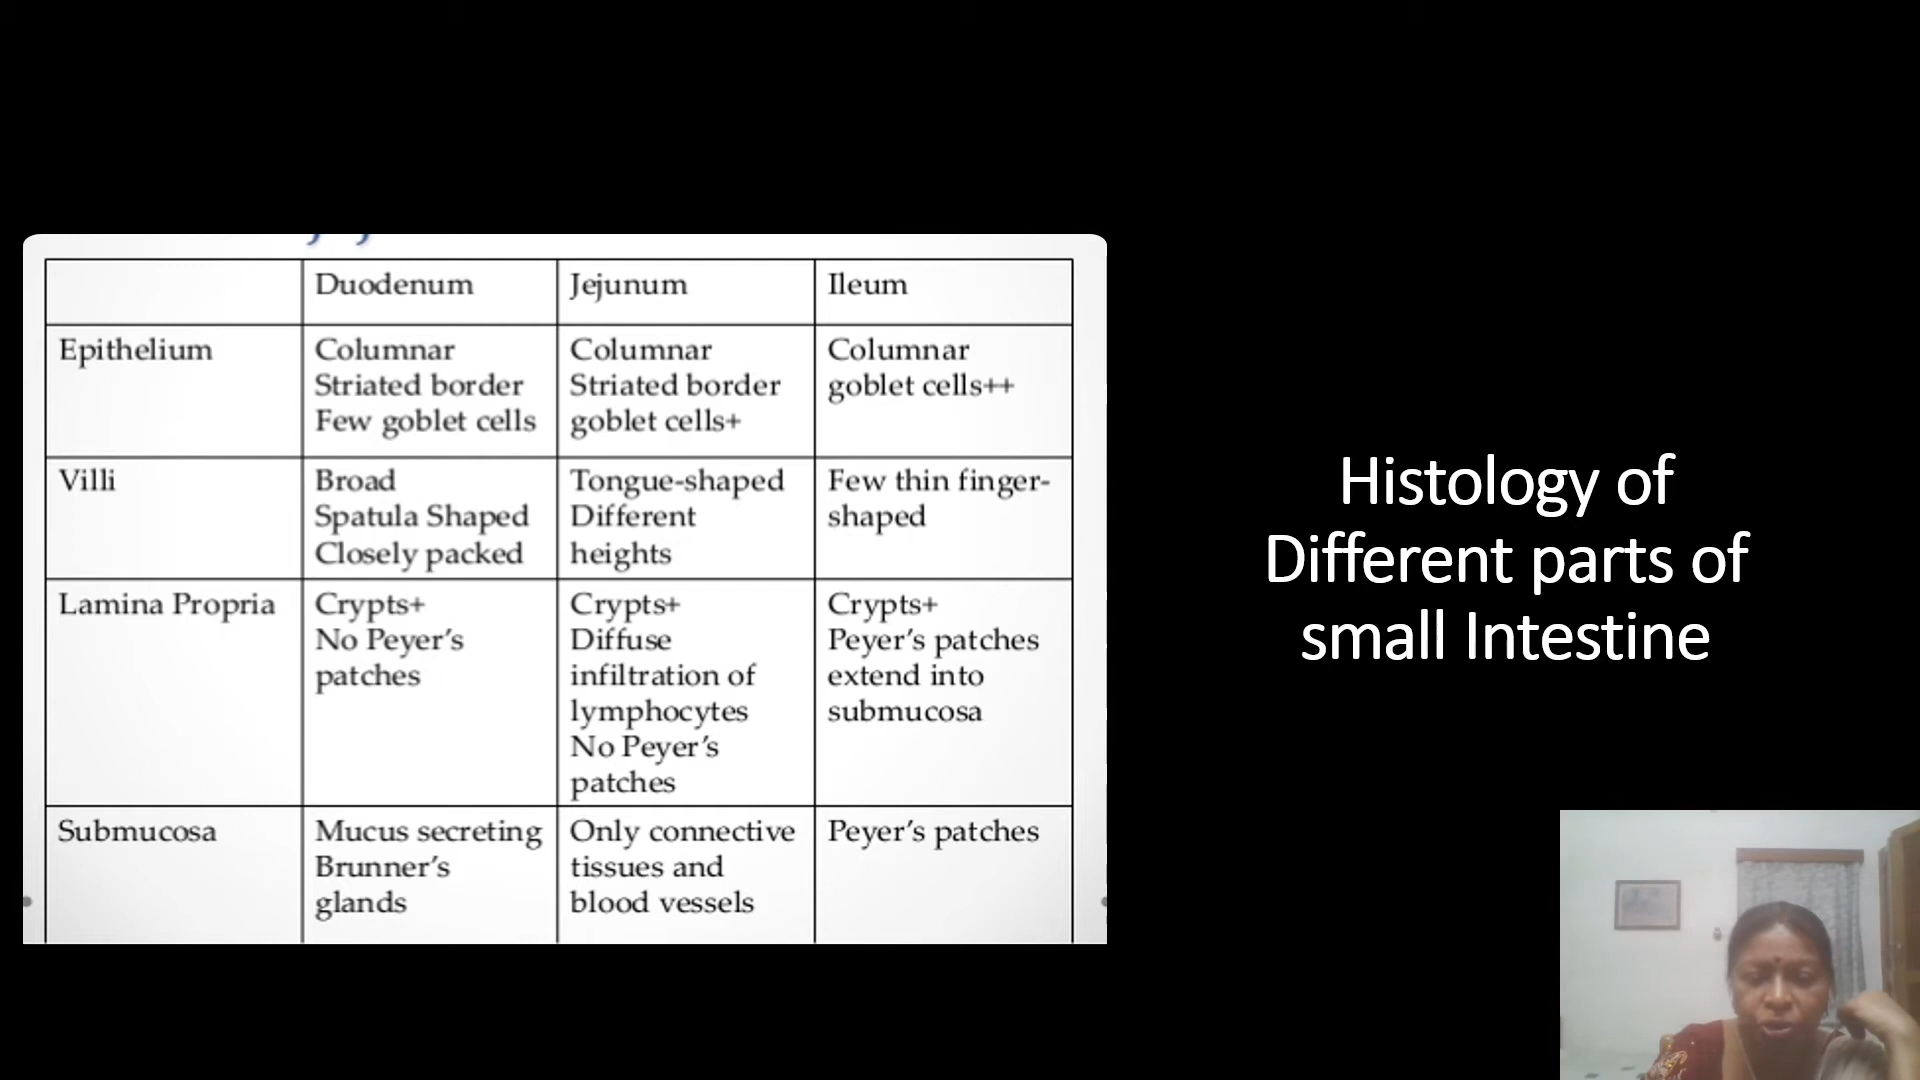 Duodenum
Jejunum
Ileum
Epithelium
Columnar
Striated border
Few goblet cells
Columnar
Striated border
goblet cells+
Columnar
goblet cells++
Villi
Broad
Spatula Shaped
Closely packed
Tongue-shaped
Different
heights
Few thin finger-
shaped
Lamina Propria
Crypts+
No Peyer's
patches
Crypts+
Diffuse
infiltration of
lymphocytes
No Peyer's
patches
Crypts+
Peyer's patches
extend into
submucosa
Submucosa
Mucus secreting
Brunner's
glands
Only connective
tissues and
blood vessels
Peyer's patches
Histology of
Different parts of
small Intestine